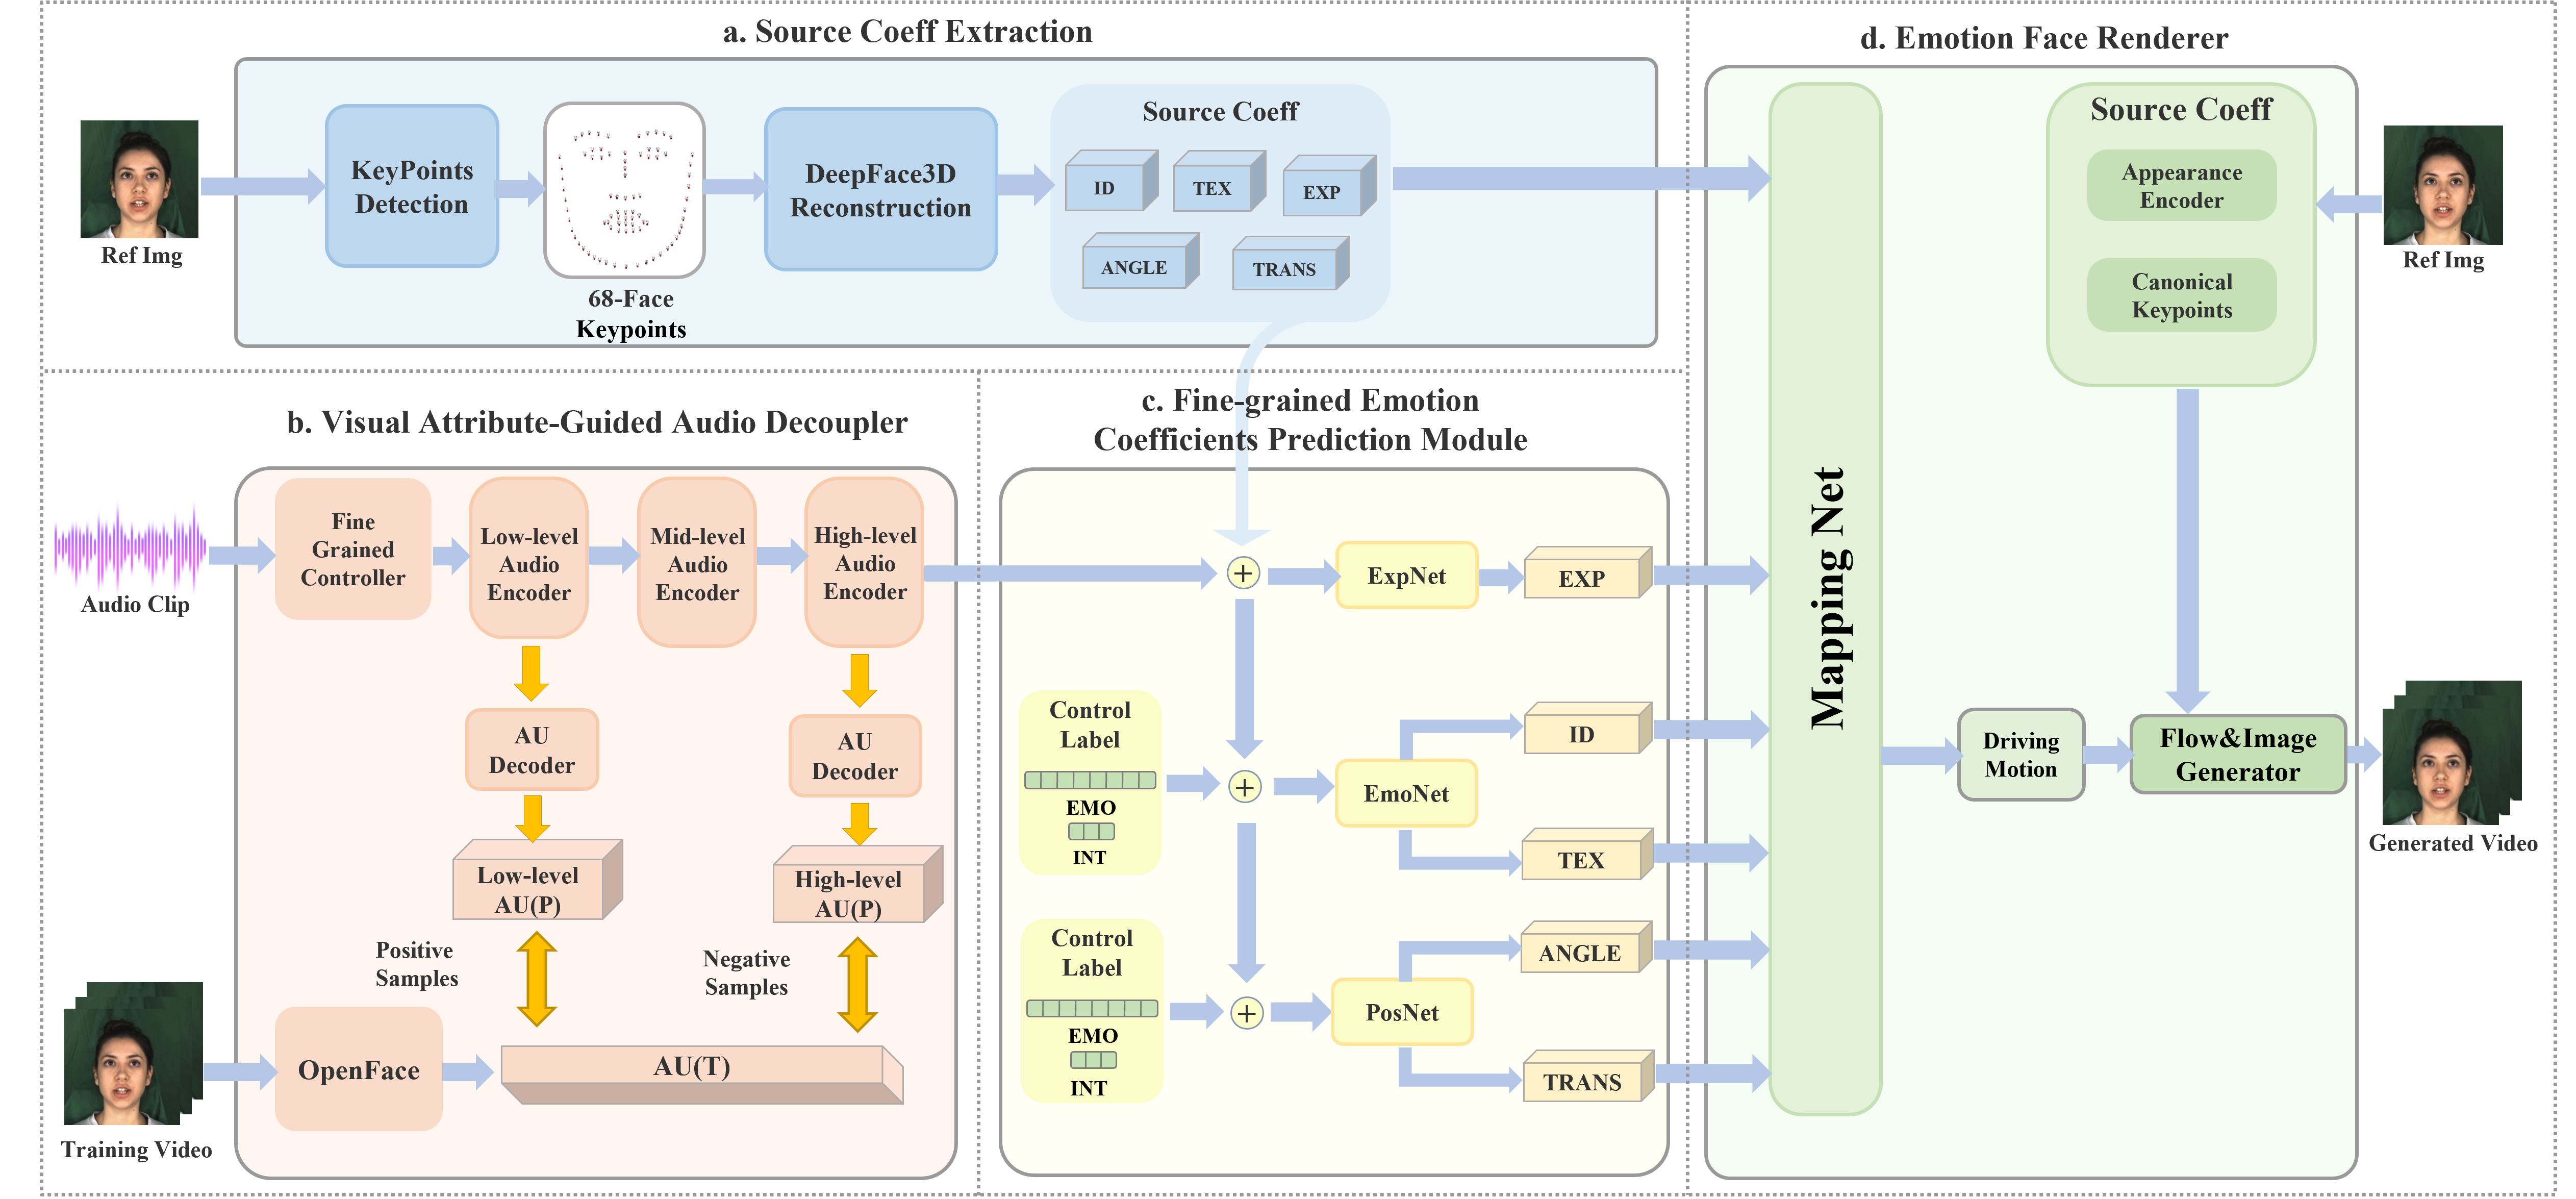 a. Source Coeff Extraction
Ref Img
KeyPoints
Detection
68-Face
Keypoints
DeepFace3D
Reconstruction
Source Coeff
ID
TEX
EXP
ANGLE
TRANS
b. Visual Attribute-Guided Audio Decoupler
Audio Clip
Fine
Grained
Controller
Low-level
Audio
Encoder
Mid-level
Audio
Encoder
High-level
Audio
Encoder
AU
Decoder
AU
Decoder
Low-level
AU(P)
High-level
AU(P)
Positive
Samples
Negative
Samples
Training Video
OpenFace
AU(T)
c. Fine-grained Emotion
Coefficients Prediction Module
+
ExpNet
EXP
Control
Label
EMO
INT
+
EmoNet
ID
TEX
Control
Label
EMO
INT
+
PosNet
ANGLE
TRANS
d. Emotion Face Renderer
Mapping Net
Source Coeff
Appearance
Encoder
Canonical
Keypoints
Ref Img
Driving
Motion
Flow&Image
Generator
Generated Video